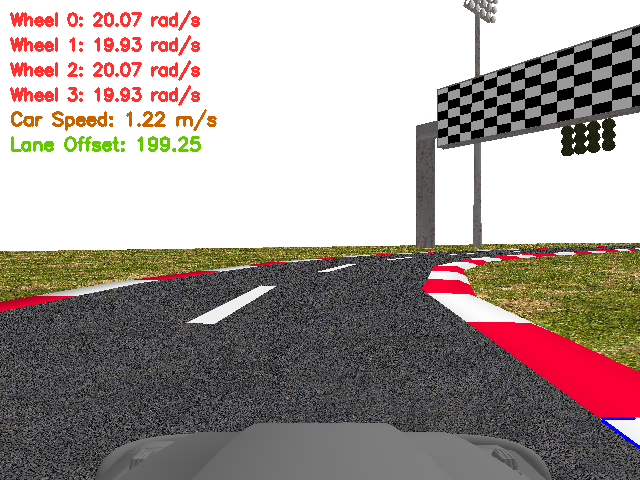 Wheel 0: 20.07 rad/s
Wheel 1: 19.93 rad/s
Wheel 2: 20.07 rad/s
Wheel 3: 19.93 rad/s
Car Speed: 1.22 m/s
Lane Offset: 199.25